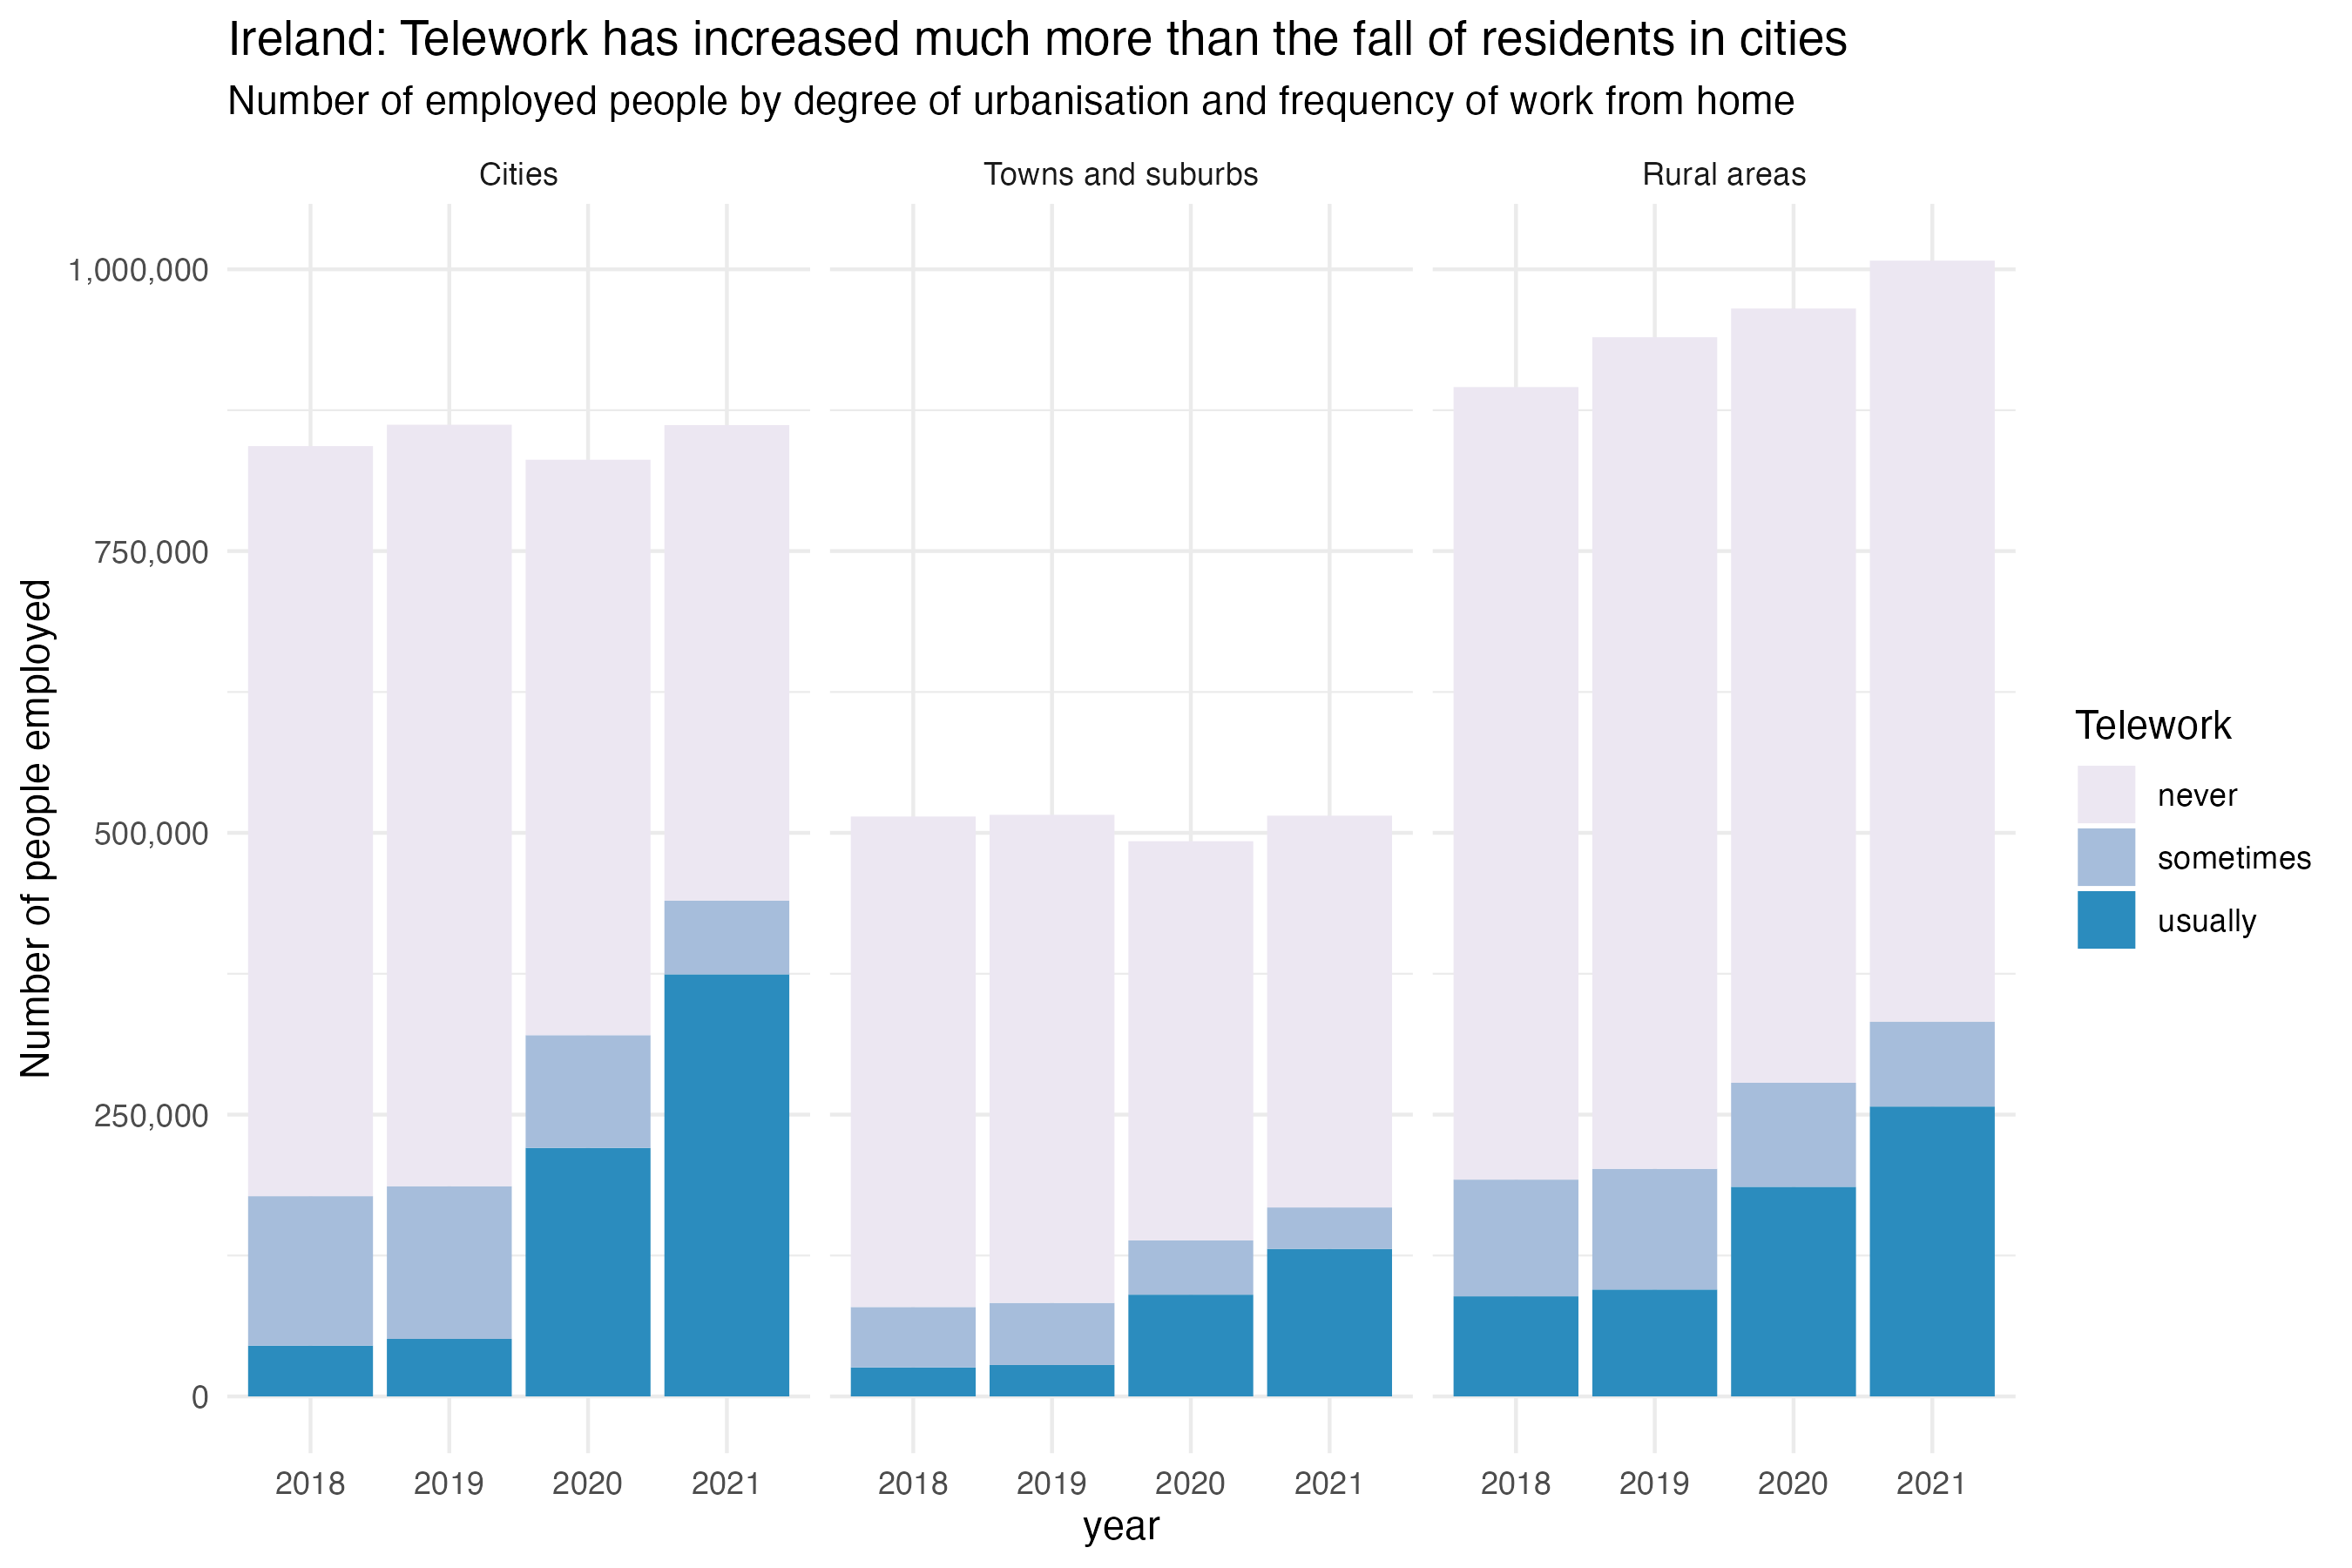 Ireland: Telework has increased much more than the fall of residents in cities
Number of employed people by degree of urbanisation and frequency of work from home
Cities
Towns and suburbs
Rural areas
1,000,000
750,000
500,000
250,000
0
Number of people employed
2018 2019 2020 2021
2018 2019 2020 2021
2018 2019 2020 2021
year
Telework
never
sometimes
usually